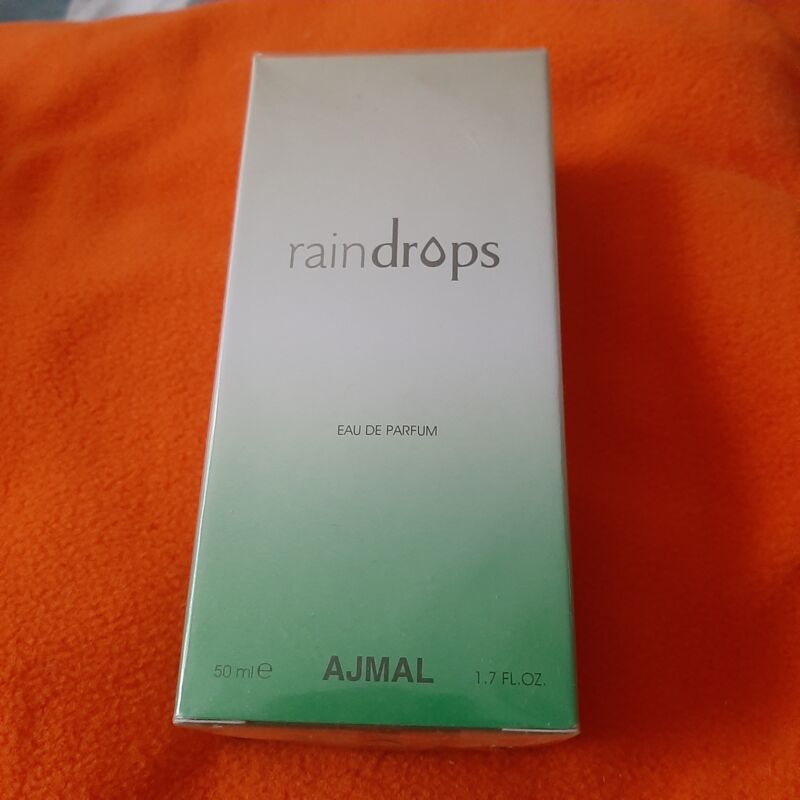 raindrops
EAU DE PARFUM
50 ml ℮ AJMAL 1.7 FL.OZ.